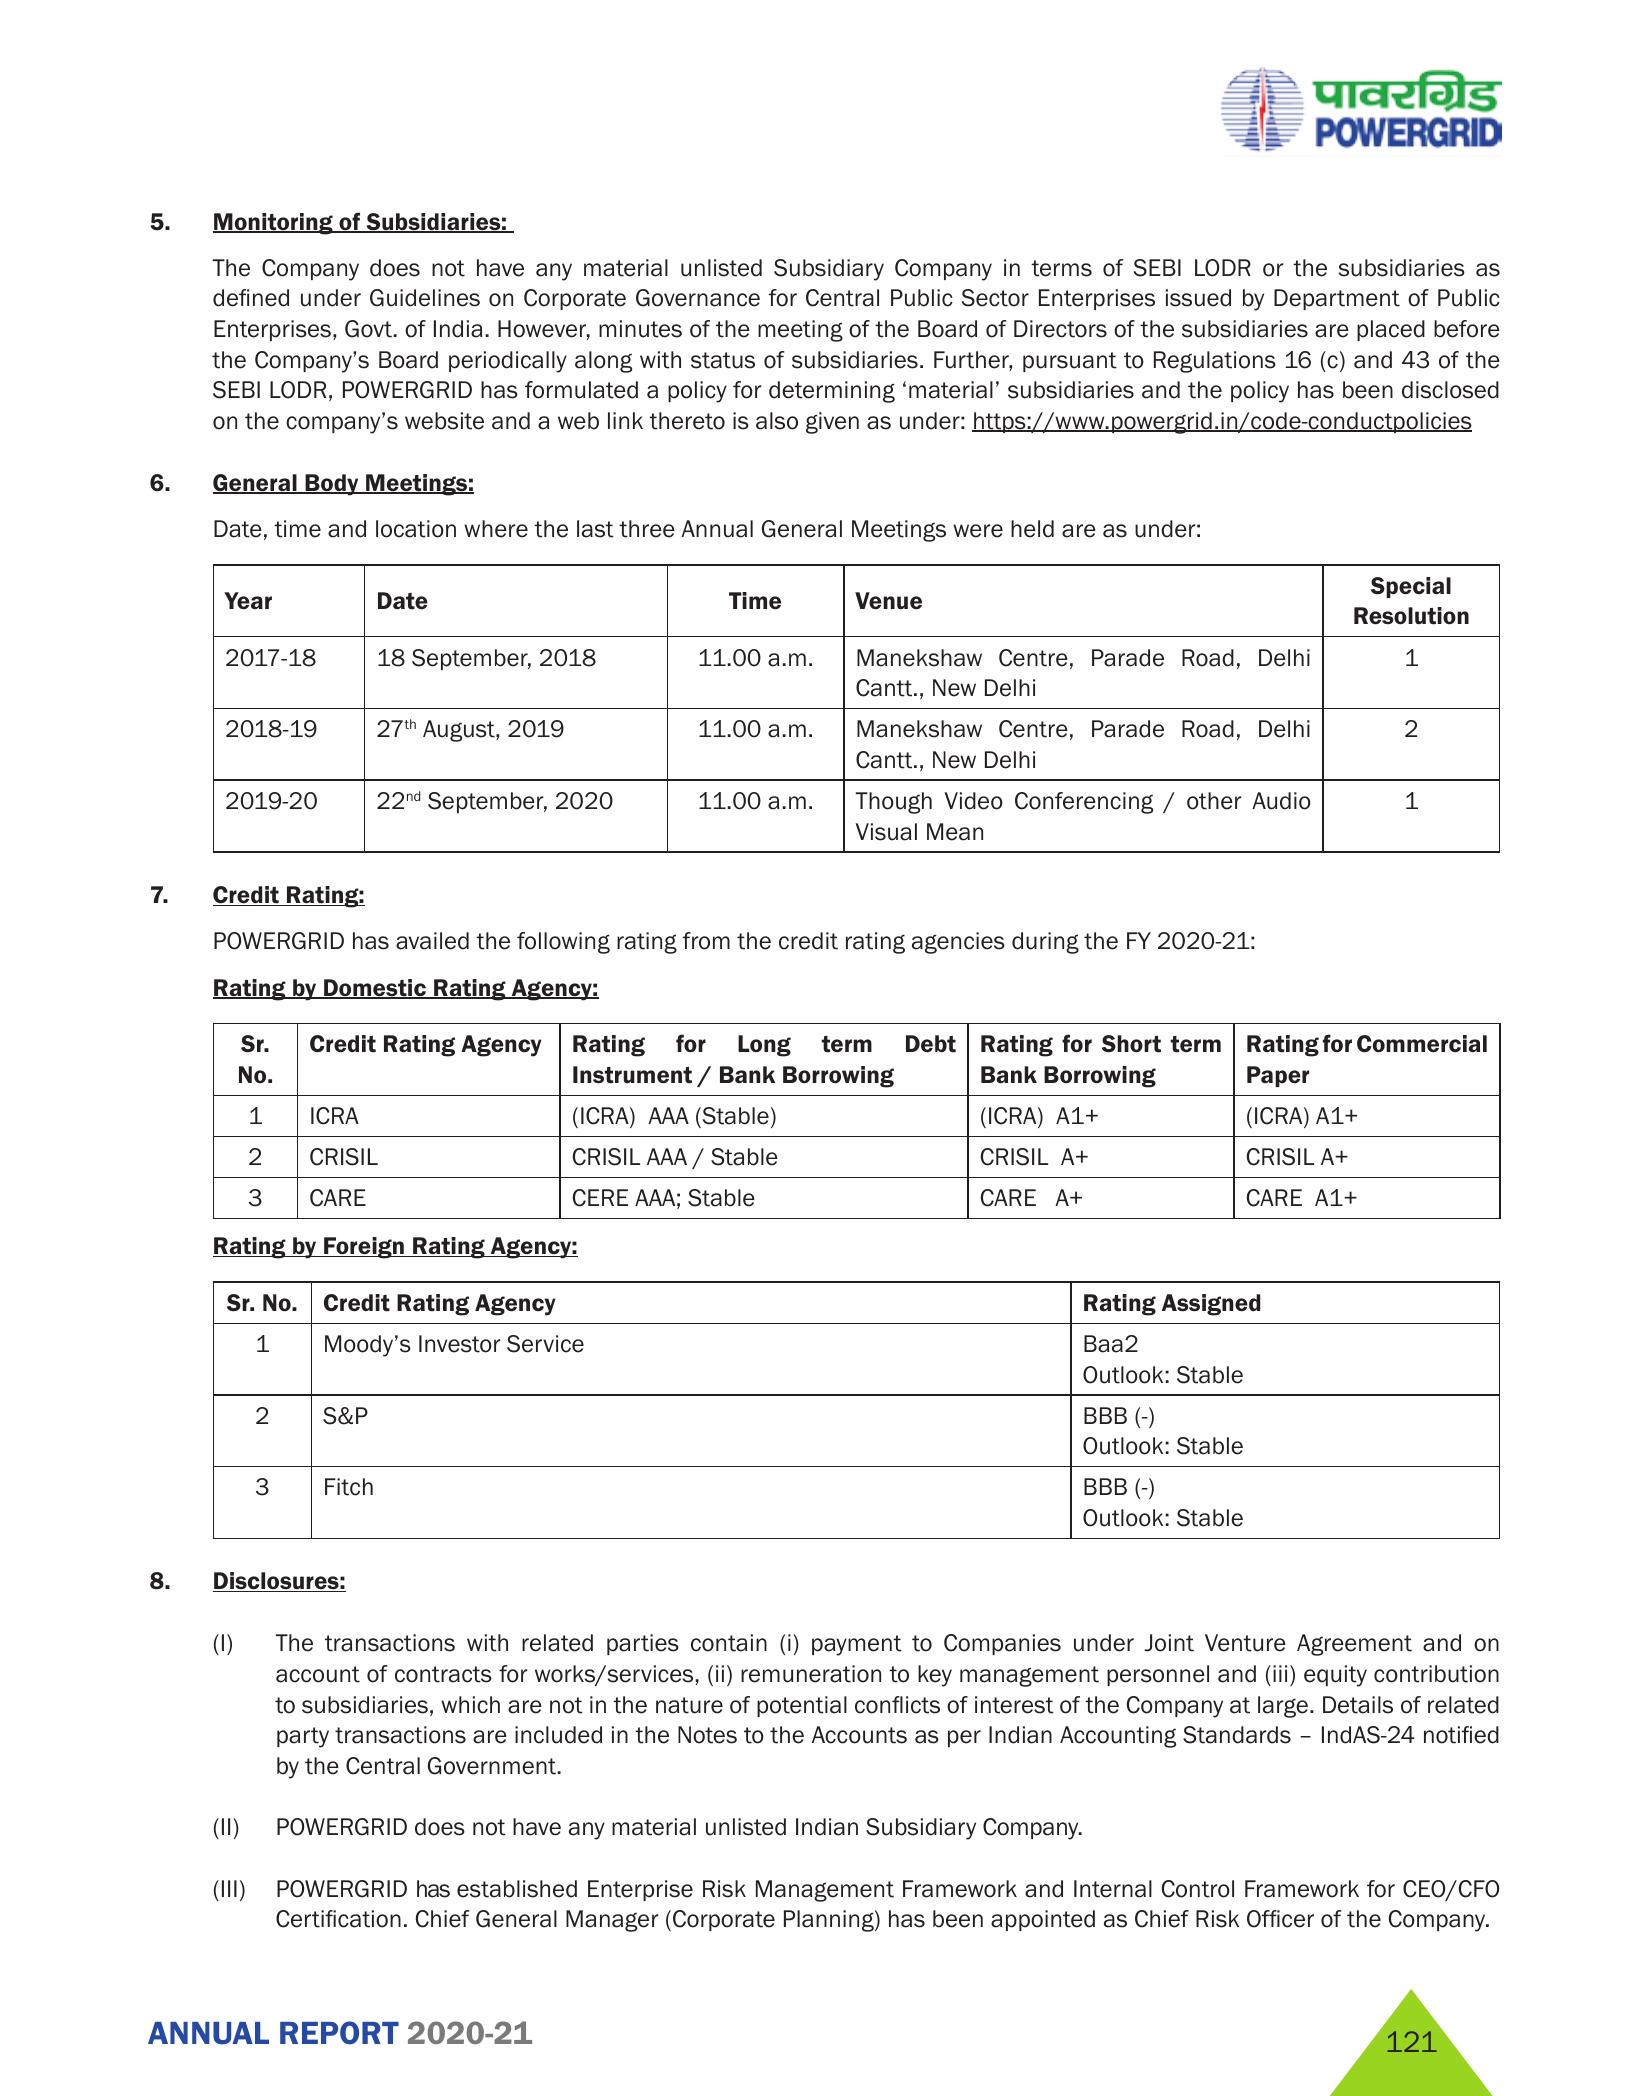 पावरग्रिड
POWERGRID
5. Monitoring of Subsidiaries:
The Company does not have any material unlisted Subsidiary Company in terms of SEBI LODR or the subsidiaries as
defined under Guidelines on Corporate Governance for Central Public Sector Enterprises issued by Department of Public
Enterprises, Govt. of India. However, minutes of the meeting of the Board of Directors of the subsidiaries are placed before
the Company's Board periodically along with status of subsidiaries. Further, pursuant to Regulations 16 (c) and 43 of the
SEBI LODR, POWERGRID has formulated a policy for determining ‘material’ subsidiaries and the policy has been disclosed
on the company's website and a web link thereto is also given as under: https://www.powergrid.in/code-conductpolicies
6. General Body Meetings:
Date, time and location where the last three Annual General Meetings were held are as under:
Year Date Time Venue Special
Resolution
2017-18 18 September, 2018 11.00 a.m. Manekshaw Centre, Parade Road, Delhi 1
Cantt., New Delhi
2018-19 27th August, 2019 11.00 a.m. Manekshaw Centre, Parade Road, Delhi 2
Cantt., New Delhi
2019-20 22nd September, 2020 11.00 a.m. Though Video Conferencing / other Audio 1
Visual Mean
7. Credit Rating:
POWERGRID has availed the following rating from the credit rating agencies during the FY 2020-21:
Rating by Domestic Rating Agency:
Sr. Credit Rating Agency Rating for Long term Debt Rating for Short term Rating for Commercial
No. Instrument / Bank Borrowing Bank Borrowing Paper
1 ICRA (ICRA) AAA (Stable) (ICRA) A1+ (ICRA) A1+
2 CRISIL CRISIL AAA / Stable CRISIL A+ CRISIL A+
3 CARE CERE AAA; Stable CARE A+ CARE A1+
Rating by Foreign Rating Agency:
Sr. No. Credit Rating Agency Rating Assigned
1 Moody's Investor Service Baa2
Outlook: Stable
2 S&P BBB (-)
Outlook: Stable
3 Fitch BBB (-)
Outlook: Stable
8. Disclosures:
(I) The transactions with related parties contain (i) payment to Companies under Joint Venture Agreement and on
account of contracts for works/services, (ii) remuneration to key management personnel and (iii) equity contribution
to subsidiaries, which are not in the nature of potential conflicts of interest of the Company at large. Details of related
party transactions are included in the Notes to the Accounts as per Indian Accounting Standards – IndAS-24 notified
by the Central Government.
(II) POWERGRID does not have any material unlisted Indian Subsidiary Company.
(III) POWERGRID has established Enterprise Risk Management Framework and Internal Control Framework for CEO/CFO
Certification. Chief General Manager (Corporate Planning) has been appointed as Chief Risk Officer of the Company.
ANNUAL REPORT 2020-21
121